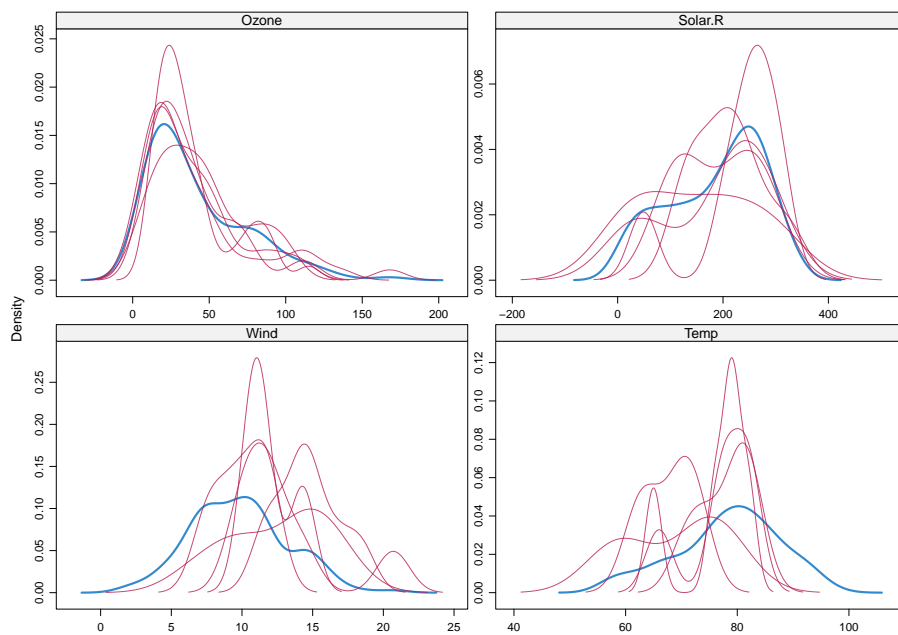 Ozone
0.000 0.005 0.010 0.015 0.020 0.025
0 50 100 150 200
Solar.R
0.000 0.002 0.004 0.006
−200 0 200 400
Density
Wind
0.00 0.05 0.10 0.15 0.20 0.25
0 5 10 15 20 25
Temp
0.00 0.02 0.04 0.06 0.08 0.10 0.12
40 60 80 100